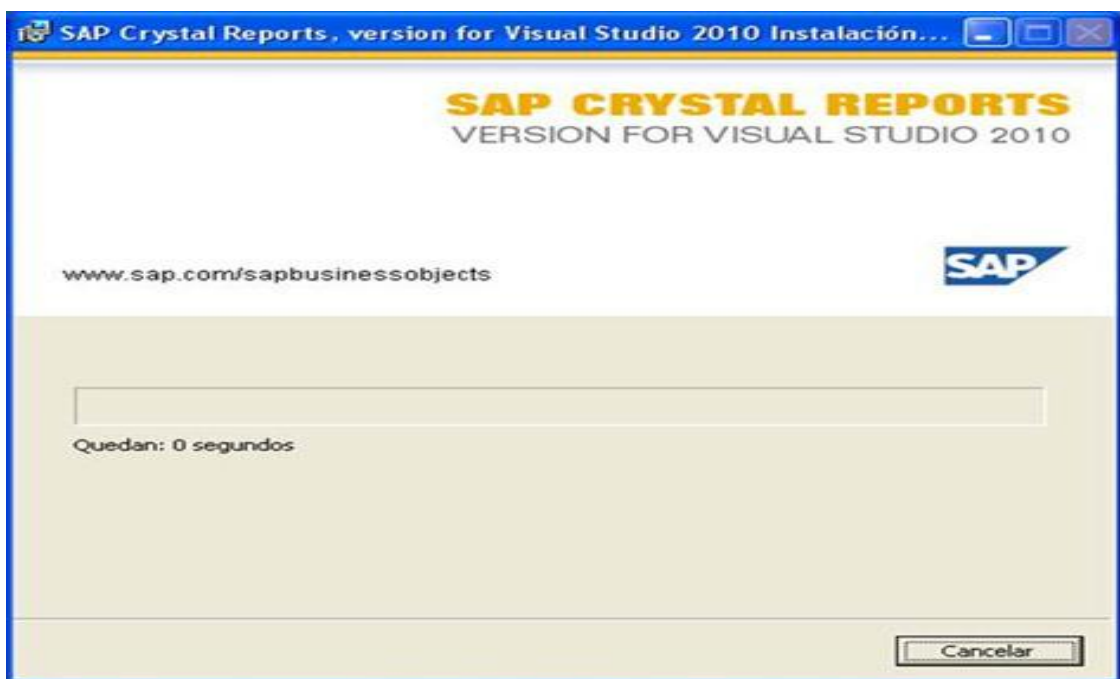 SAP Crystal Reports, version for Visual Studio 2010 Instalación...
SAP CRYSTAL REPORTS
VERSION FOR VISUAL STUDIO 2010
SAP
www.sap.com/sapbusinessobjects
Quedan: 0 segundos
Cancelar